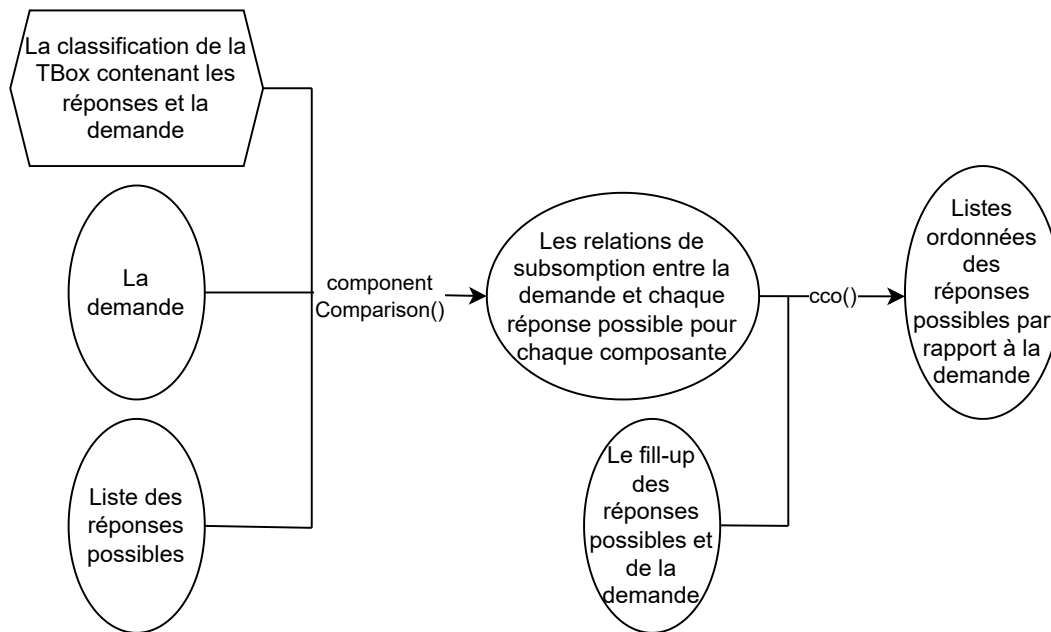 La classification de la
TBox contenant les
réponses et la
demande
La
demande
Liste des
réponses
possibles
component
Comparison()
Les relations de
subsomption entre la
demande et chaque
réponse possible pour
chaque composante
Le fill-up
des
réponses
possibles et
de la
demande
cco()
Listes
ordonnées
des
réponses
possibles par
rapport à la
demande